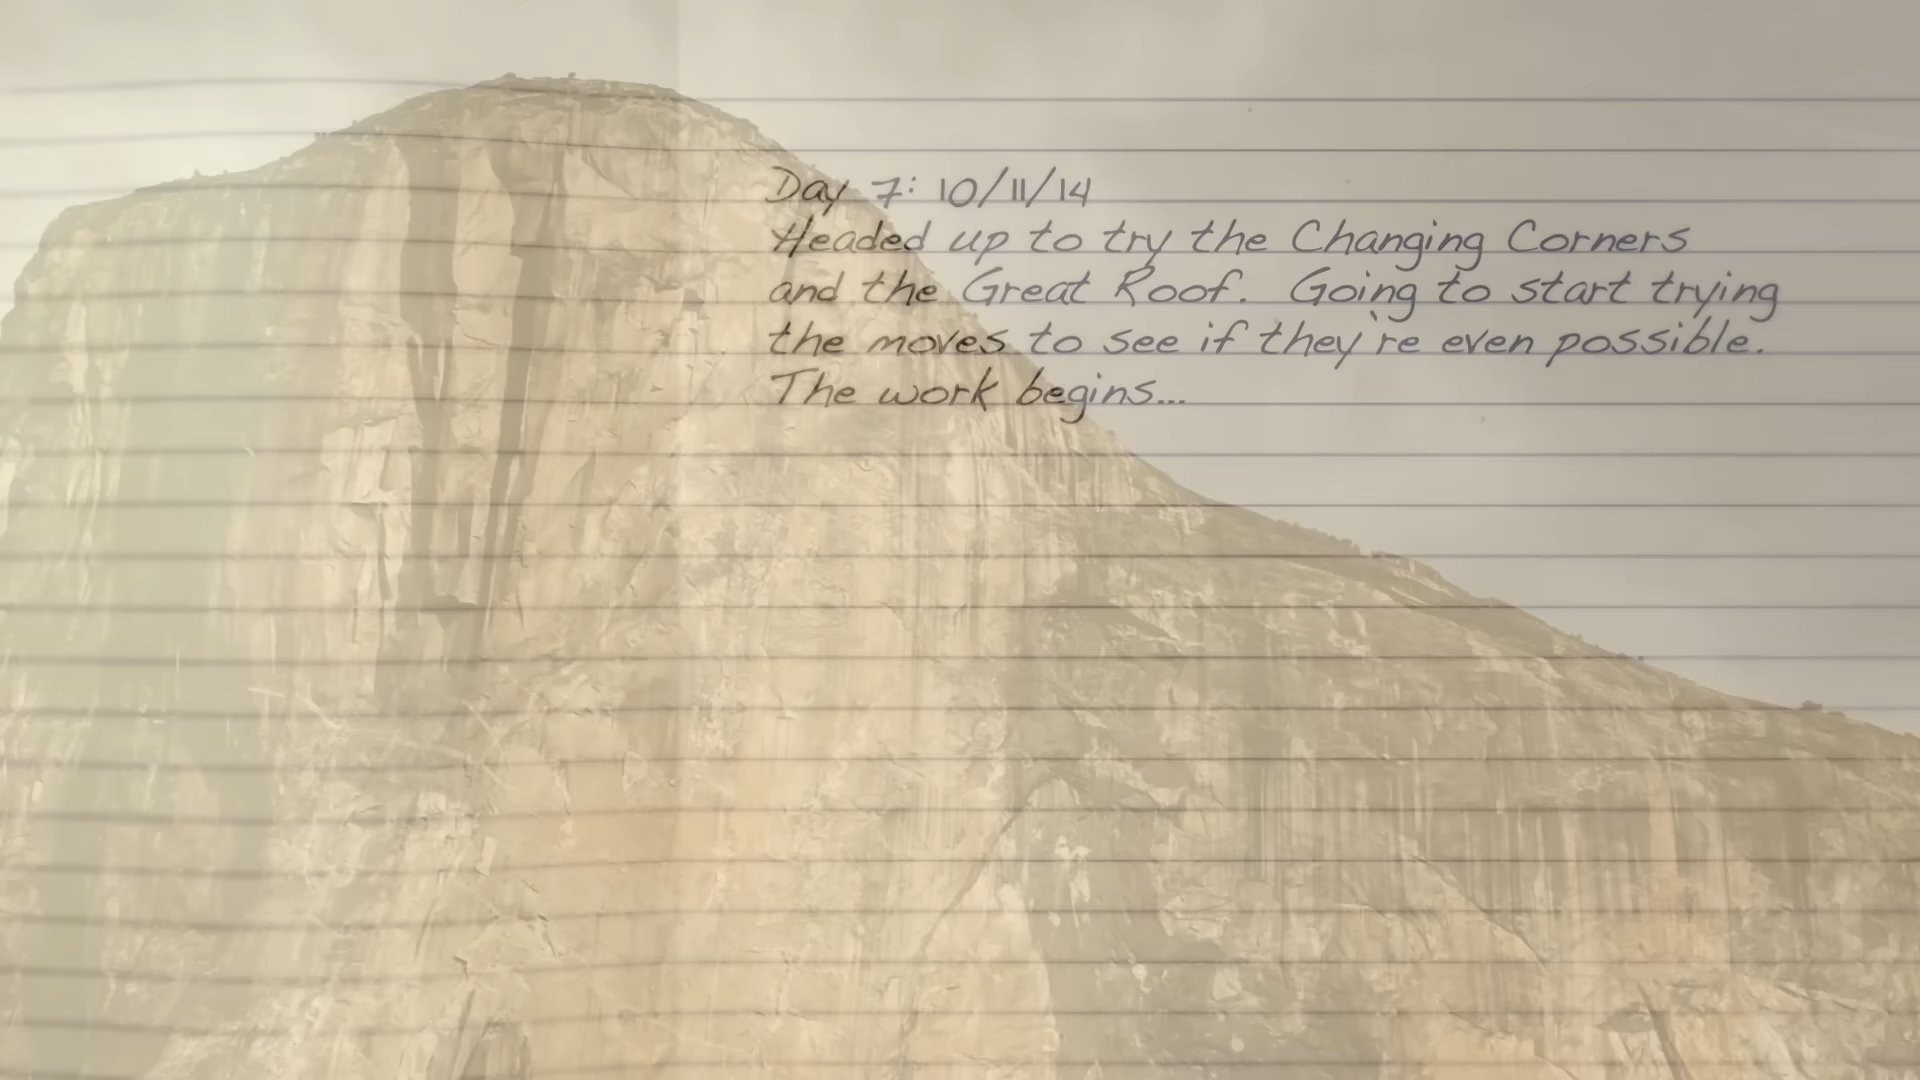 Day 7: 10/11/14
Headed up to try the Changing Corners
and the Great Roof. Going to start trying
the moves to see if they're even possible.
The work begins...